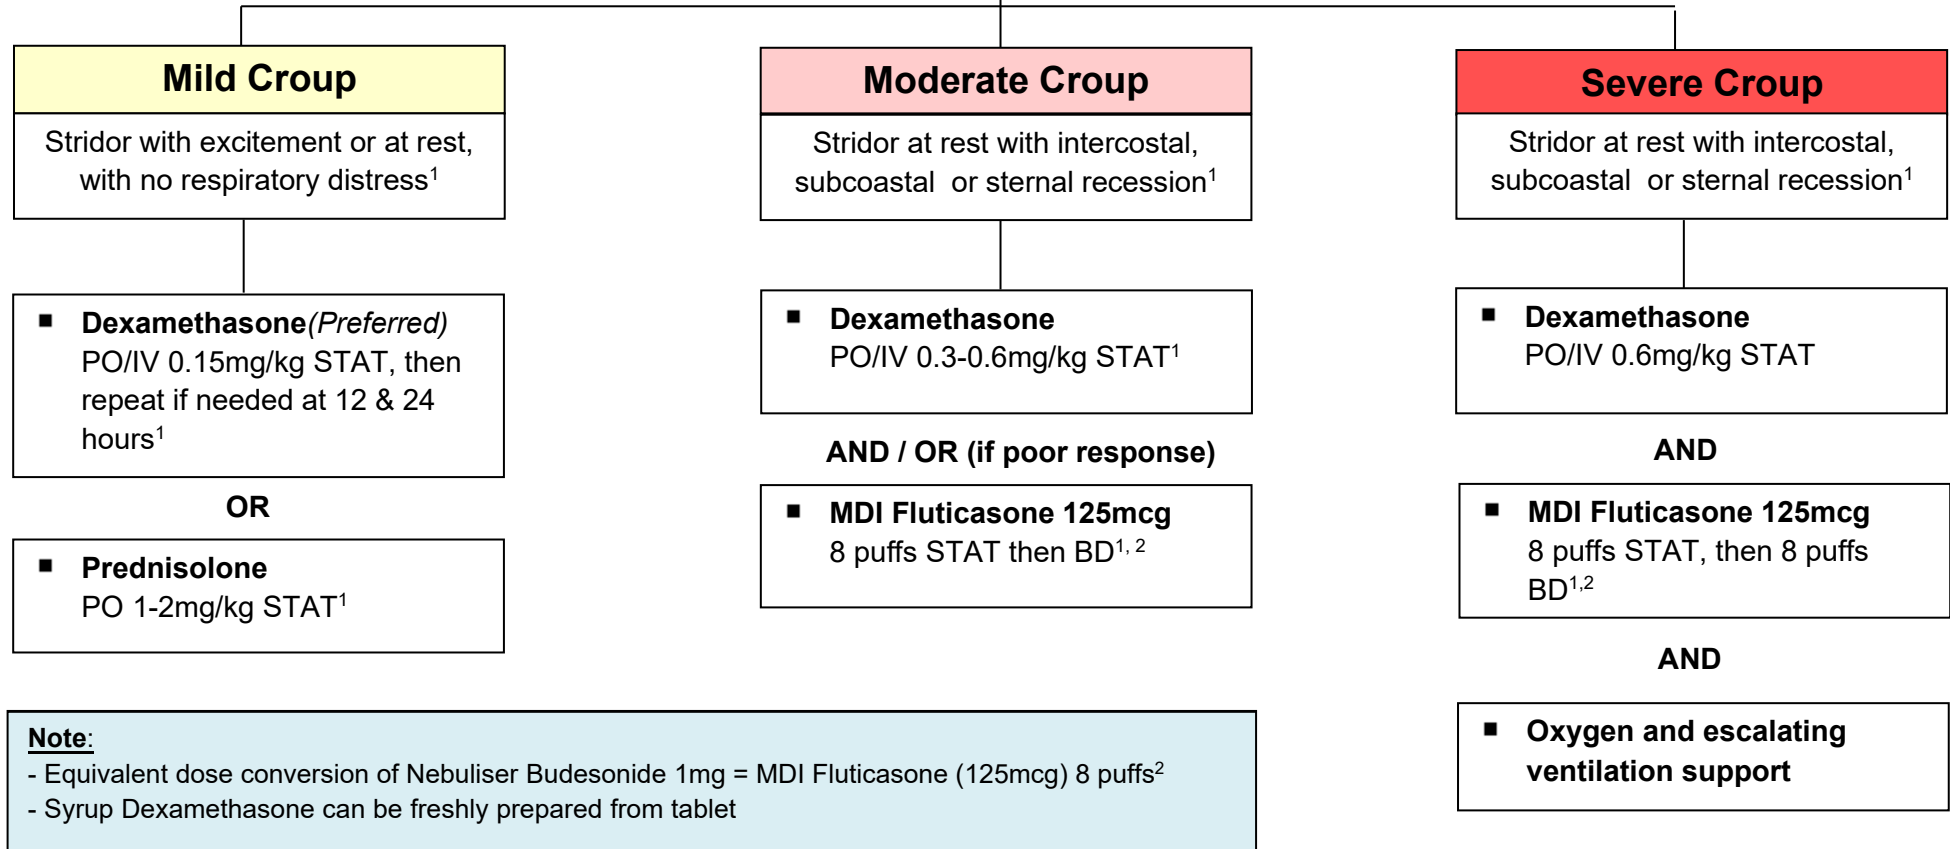 Mild Croup
Stridor with excitement or at rest,
with no respiratory distress1
▪ Dexamethasone(Preferred)
PO/IV 0.15mg/kg STAT, then
repeat if needed at 12 & 24
hours1
OR
▪ Prednisolone
PO 1-2mg/kg STAT1
Moderate Croup
Stridor at rest with intercostal,
subcoastal or sternal recession1
▪ Dexamethasone
PO/IV 0.3-0.6mg/kg STAT1
AND / OR (if poor response)
▪ MDI Fluticasone 125mcg
8 puffs STAT then BD1, 2
Severe Croup
Stridor at rest with intercostal,
subcoastal or sternal recession1
▪ Dexamethasone
PO/IV 0.6mg/kg STAT
AND
▪ MDI Fluticasone 125mcg
8 puffs STAT, then 8 puffs
BD1,2
AND
▪ Oxygen and escalating
ventilation support
Note:
- Equivalent dose conversion of Nebuliser Budesonide 1mg = MDI Fluticasone (125mcg) 8 puffs2
- Syrup Dexamethasone can be freshly prepared from tablet